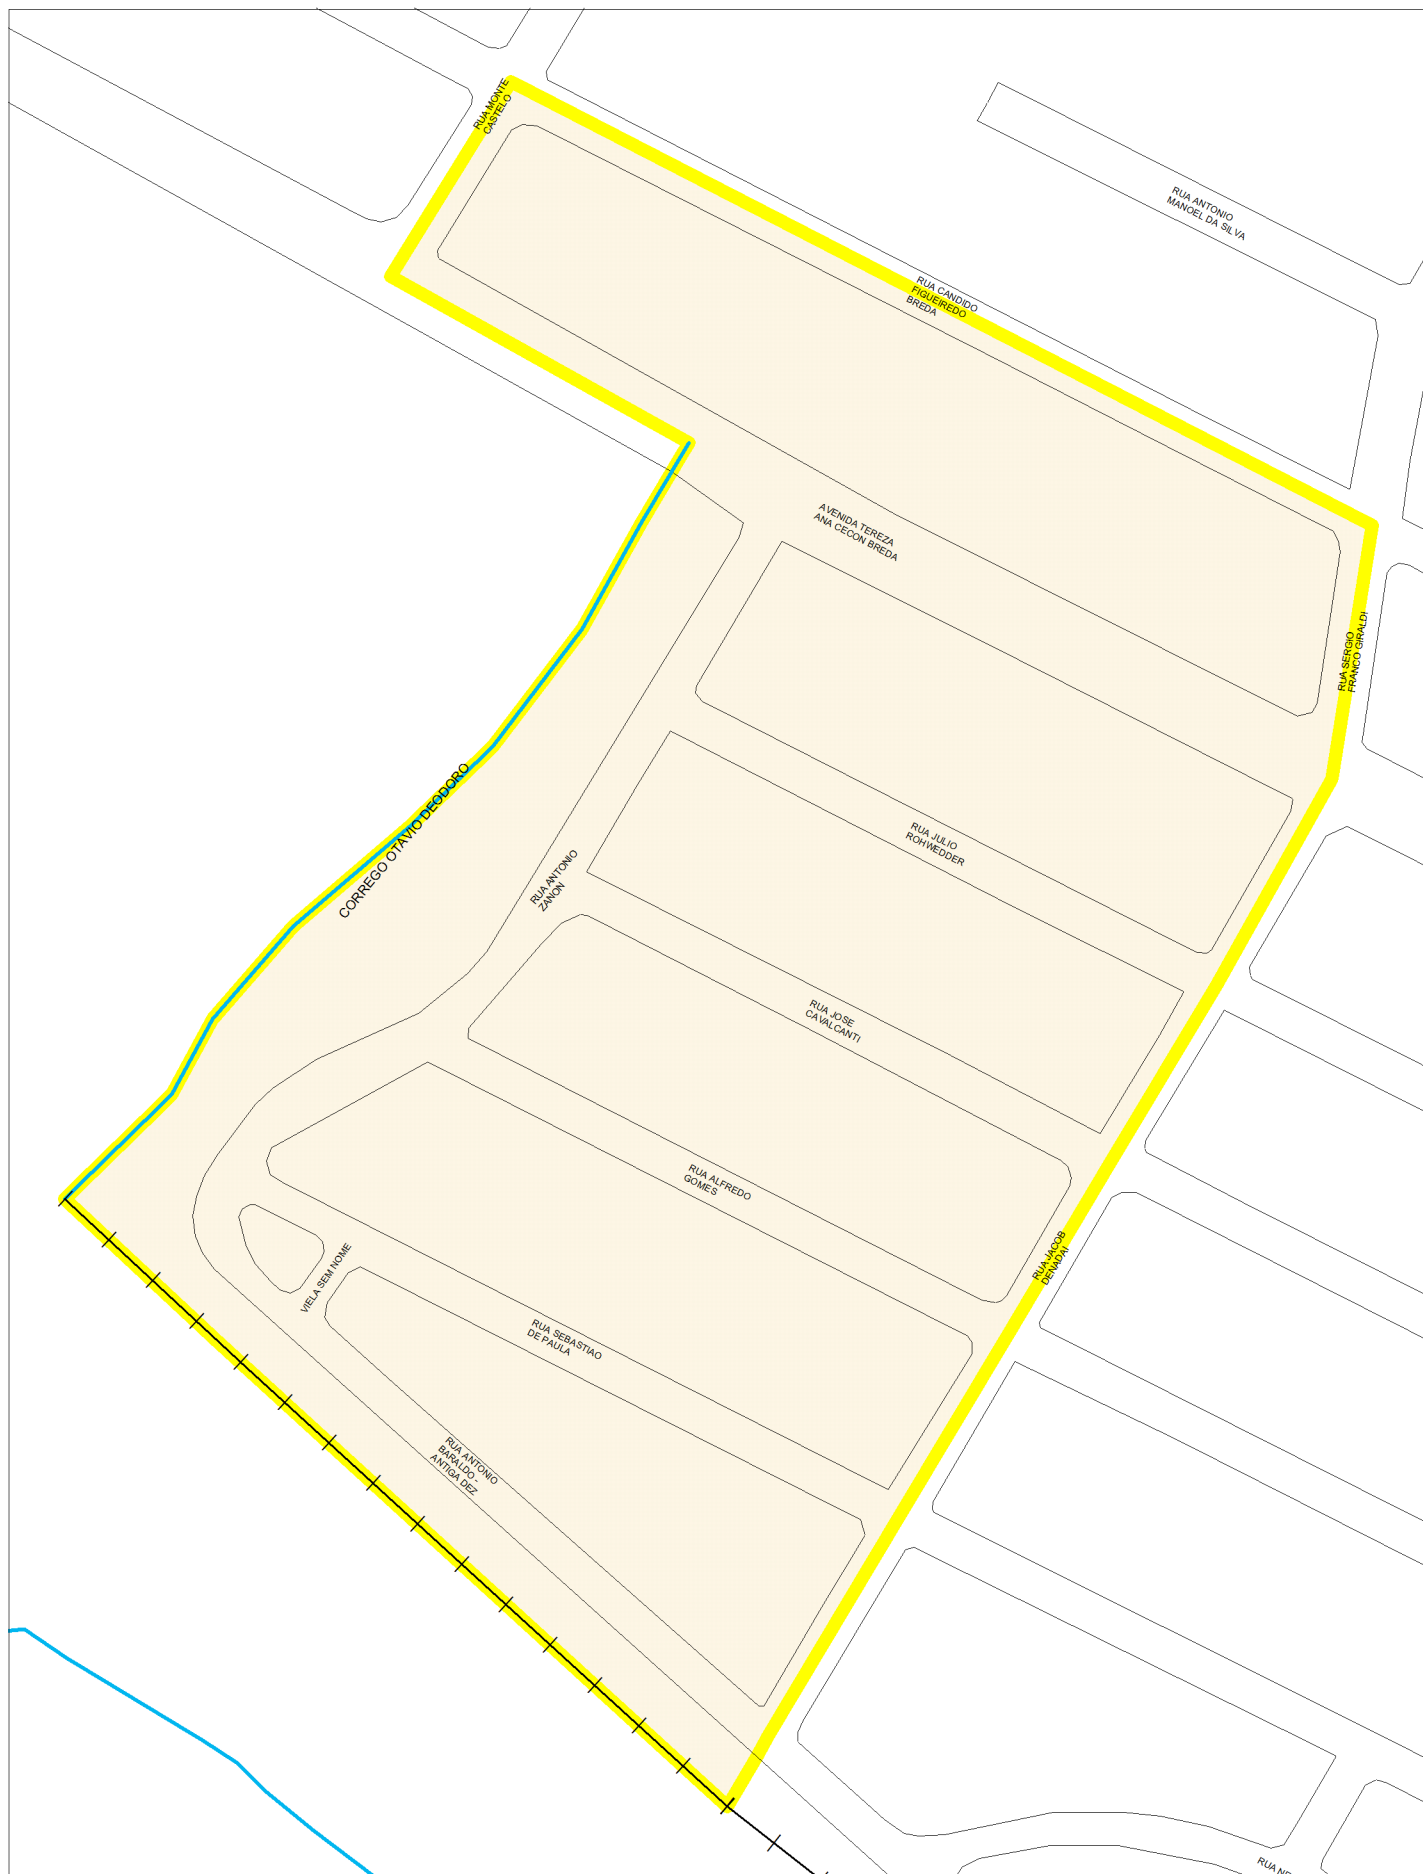 RUA MONTE
CASTELO
RUA ANTONIO
MANOEL DA SILVA
RUA CANDIDO
FIGUEIREDO
BREDA
AVENIDA TEREZA
ANA CECON BREDA
RUA SERGIO
FRANCO GIRALDI
CORREGO OTAVIO DEODORO
RUA JULIO
ROHWEDDER
RUA ANTONIO
ZANON
RUA JOSE
CAVALCANTI
RUA ALFREDO
GOMES
RUA JACOB
DENADAI
VIELA SEM NOME
RUA SEBASTIAO
DE PAULA
RUA ANTONIO
BARALDO -
ANTIGA DEZ
RUA